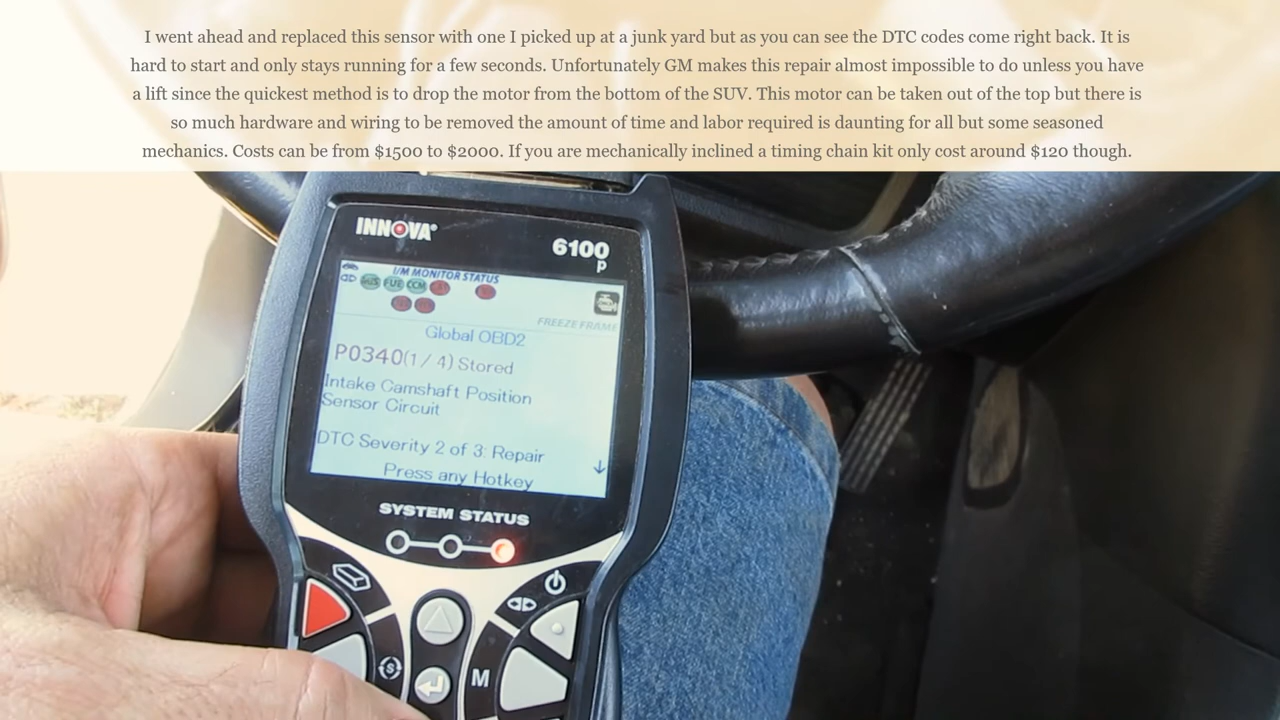 I went ahead and replaced this sensor with one I picked up at a junk yard but as you can see the DTC codes come right back. It is
hard to start and only stays running for a few seconds. Unfortunately GM makes this repair almost impossible to do unless you have
a lift since the quickest method is to drop the motor from the bottom of the SUV. This motor can be taken out of the top but there is
so much hardware and wiring to be removed the amount of time and labor required is daunting for all but some seasoned
mechanics. Costs can be from $1500 to $2000. If you are mechanically inclined a timing chain kit only cost around $120 though.
INNOVA®
6100
p
I/M MONITOR STATUS
MIS FUE CCM
FREEZE FRAME
Global OBD2
P0340(1/4) Stored
Intake Camshaft Position
Sensor Circuit
DTC Severity 2 of 3: Repair
Press any Hotkey
SYSTEM STATUS
M